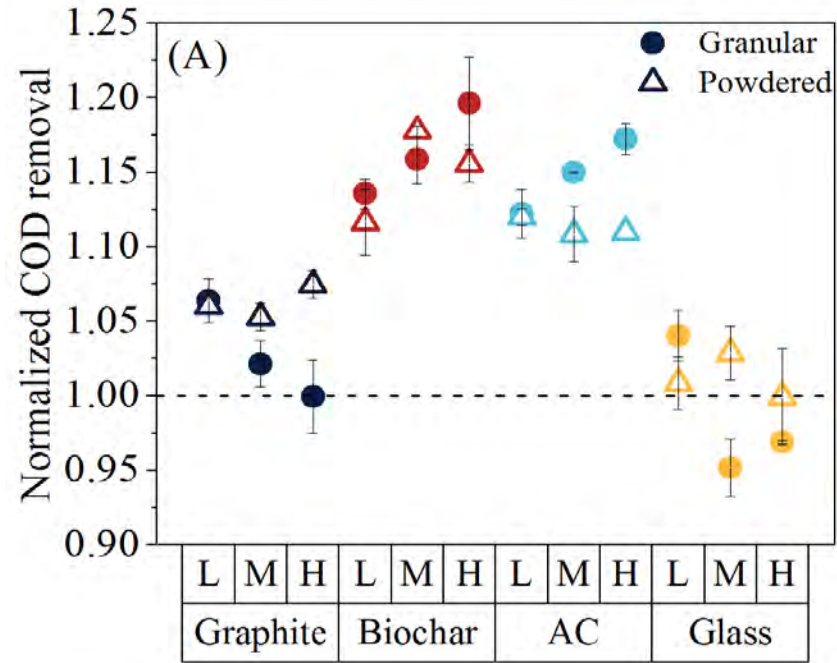 (A)
Granular
Powdered
Normalized COD removal
1.25
1.20
1.15
1.10
1.05
1.00
0.95
0.90
L M H L M H L M H L M H
Graphite Biochar AC Glass